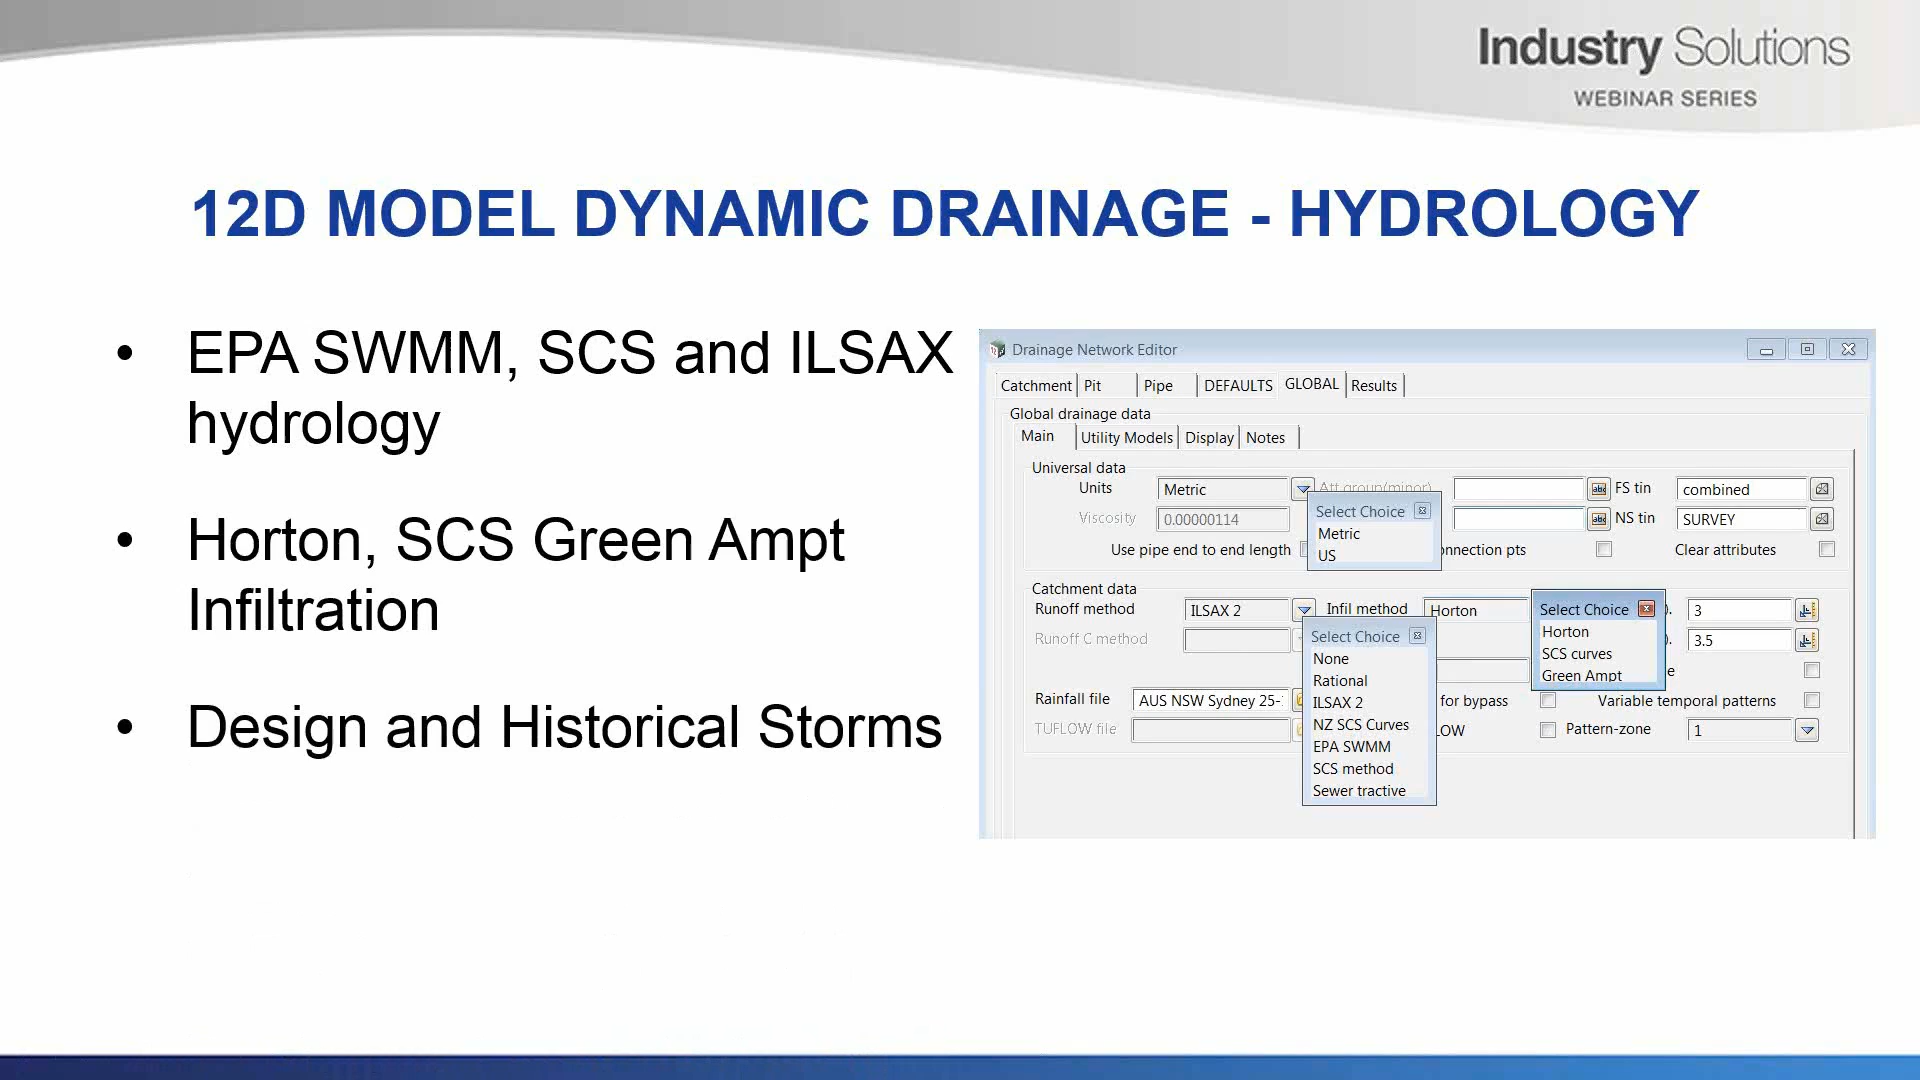 Industry Solutions
WEBINAR SERIES
12D MODEL DYNAMIC DRAINAGE - HYDROLOGY
• EPA SWMM, SCS and ILSAX
hydrology
• Horton, SCS Green Ampt
Infiltration
• Design and Historical Storms
Drainage Network Editor
Catchment Pit Pipe DEFAULTS GLOBAL Results
Global drainage data
Main Utility Models Display Notes
Universal data
Units Metric Att group(minor) abc FS tin combined
Viscosity 0.00000114 abc NS tin SURVEY
Select Choice
Metric
US
Use pipe end to end length nnection pts Clear attributes
Catchment data
Runoff method ILSAX 2 Infil method Horton 3
Runoff C method 3.5
Select Choice
Horton
SCS curves
Green Ampt
e
Select Choice
None
Rational
ILSAX 2
NZ SCS Curves
EPA SWMM
SCS method
Sewer tractive
Rainfall file AUS NSW Sydney 25- for bypass Variable temporal patterns
TUFLOW file LOW Pattern-zone 1